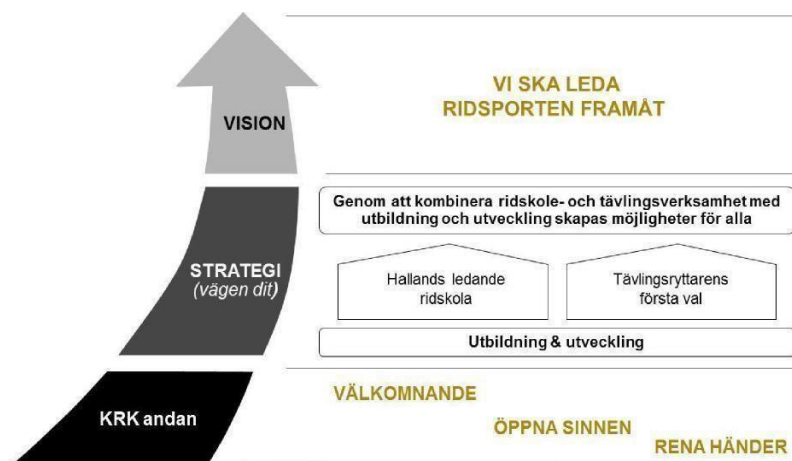 VI SKA LEDA
RIDSPORTEN FRAMÅT
VISION
Genom att kombinera ridskole- och tävlingsverksamhet med
utbildning och utveckling skapas möjligheter för alla
STRATEGI
(vägen dit)
Hallands ledande
ridskola
Tävlingsryttarens
första val
Utbildning & utveckling
KRK andan
VÄLKOMNANDE
ÖPPNA SINNEN
RENA HÄNDER